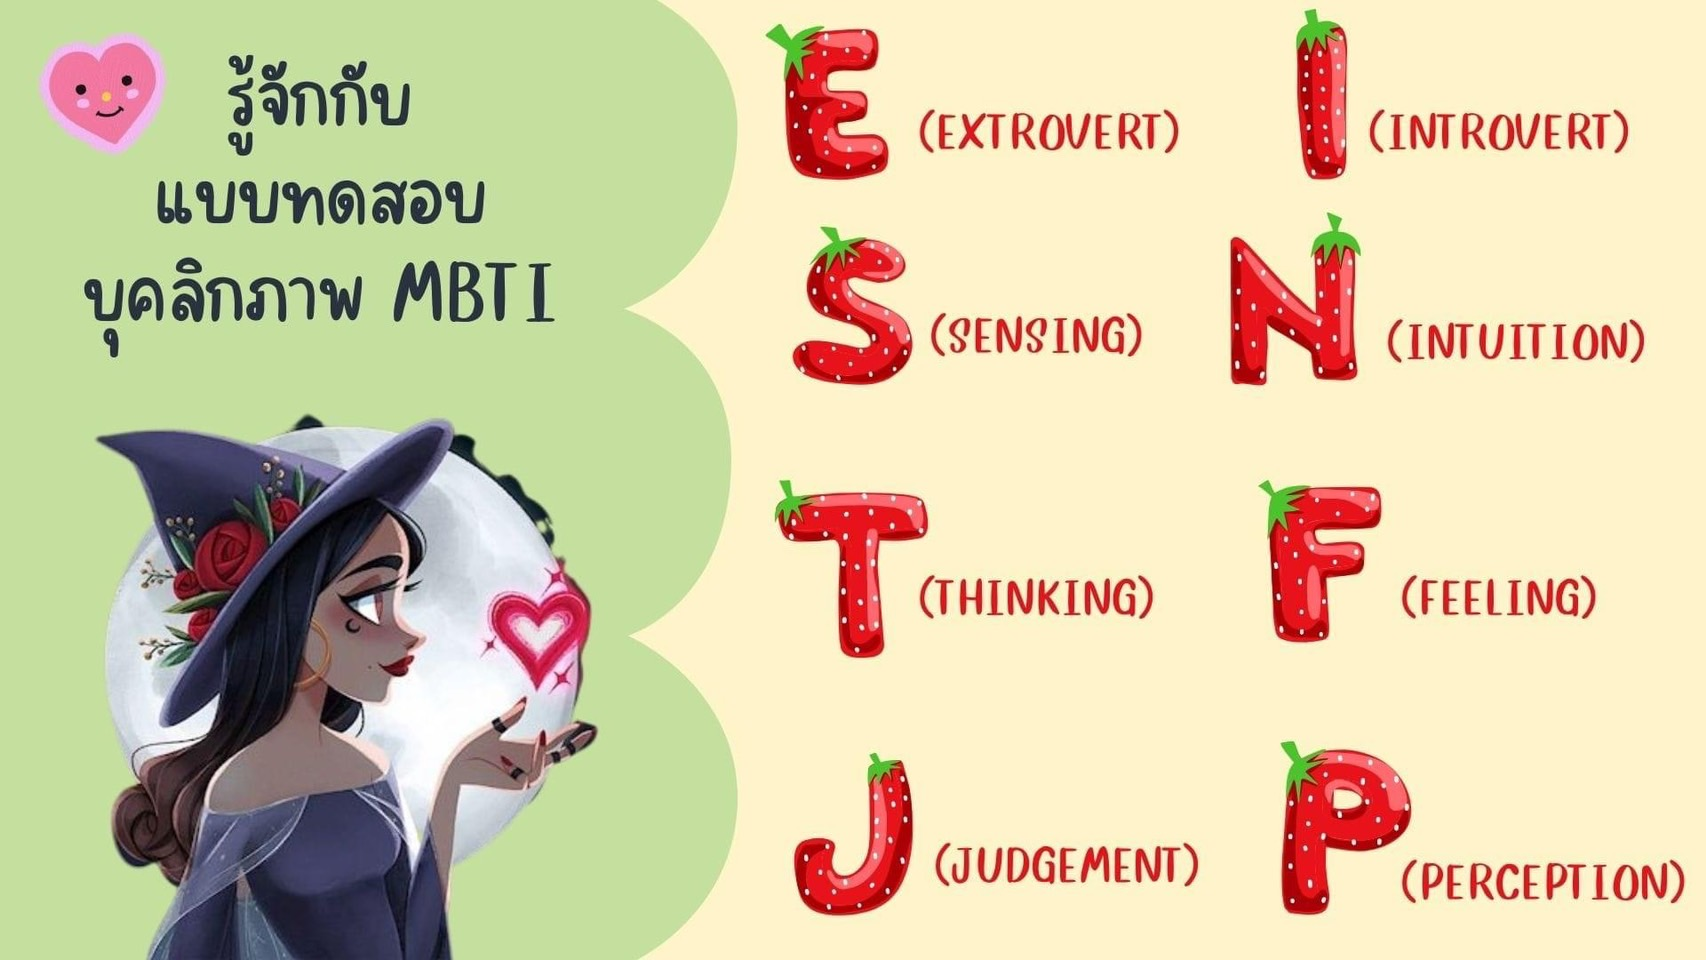 รู้จักกับ
แบบทดสอบ
บุคลิกภาพ MBTI
E (EXTROVERT) I (INTROVERT)
S (SENSING) N (INTUITION)
T (THINKING) F (FEELING)
J (JUDGEMENT) P (PERCEPTION)